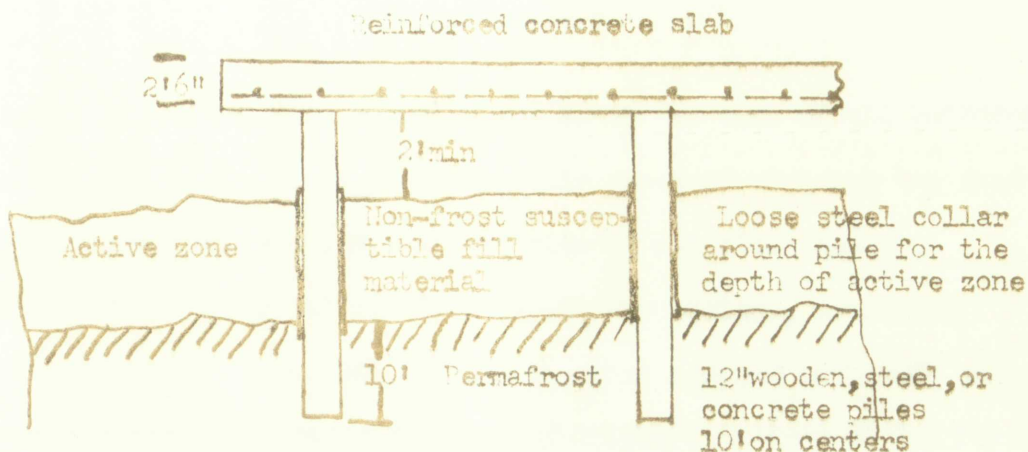 Reinforced concrete slab
2'6"
2'min
Active zone
Non-frost suscep-
tible fill
material
Loose steel collar
around pile for the
depth of active zone
10'
Permafrost
12"wooden,steel,or
concrete piles
10'on centers